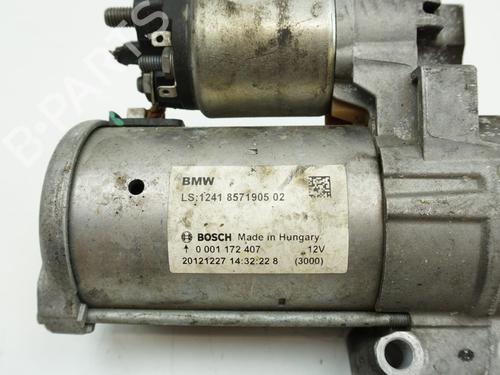 B-PARTS
BMW
LS:1241 8571905 02
BOSCH Made in Hungary
↑ 0 001 172 407 12V
20121227 14:32:22 8 (3000)